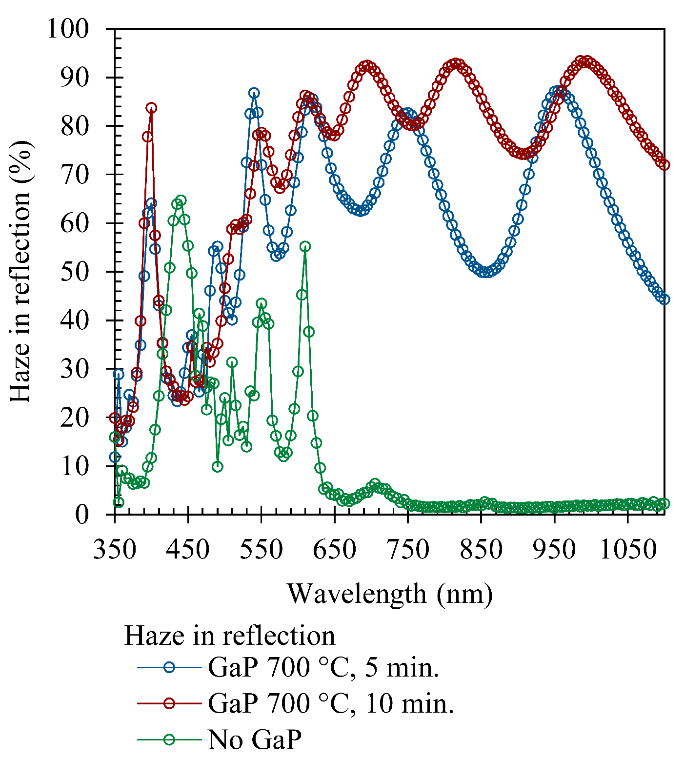 100
90
80
70
60
50
40
30
20
10
0
Haze in reflection (%)
350 450 550 650 750 850 950 1050
Wavelength (nm)
Haze in reflection
GaP 700 °C, 5 min.
GaP 700 °C, 10 min.
No GaP